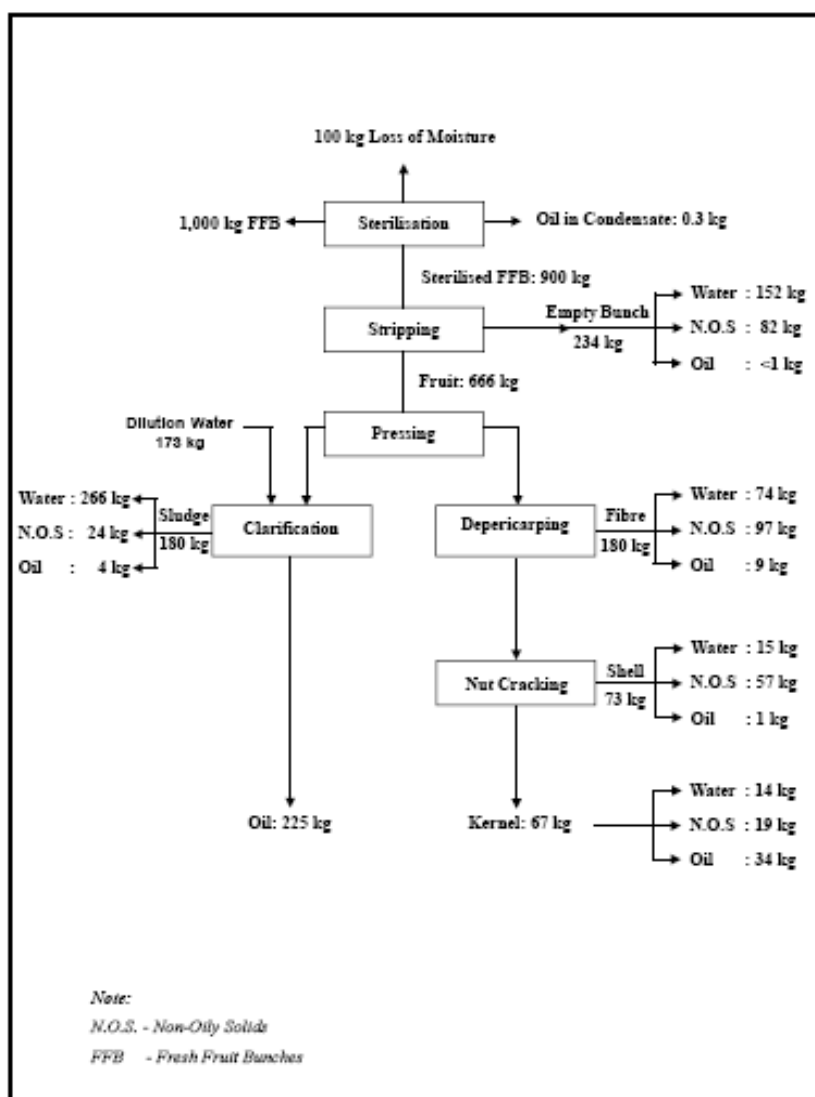 100 kg Loss of Moisture
1,000 kg FFB
Sterilisation
Oil in Condensate: 0.3 kg
Sterilised FFB: 900 kg
Stripping
Empty Bunch
234 kg
Water : 152 kg
N.O.S : 82 kg
Oil : <1 kg
Fruit: 666 kg
Dilution Water
173 kg
Pressing
Water : 266 kg
N.O.S : 24 kg
Oil : 4 kg
Sludge
180 kg
Clarification
Depericarping
Fibre
180 kg
Water : 74 kg
N.O.S : 97 kg
Oil : 9 kg
Nut Cracking
Shell
73 kg
Water : 15 kg
N.O.S : 57 kg
Oil : 1 kg
Oil: 225 kg
Kernel: 67 kg
Water : 14 kg
N.O.S : 19 kg
Oil : 34 kg
Note:
N.O.S. - Non-Oily Solids
FFB - Fresh Fruit Bunches